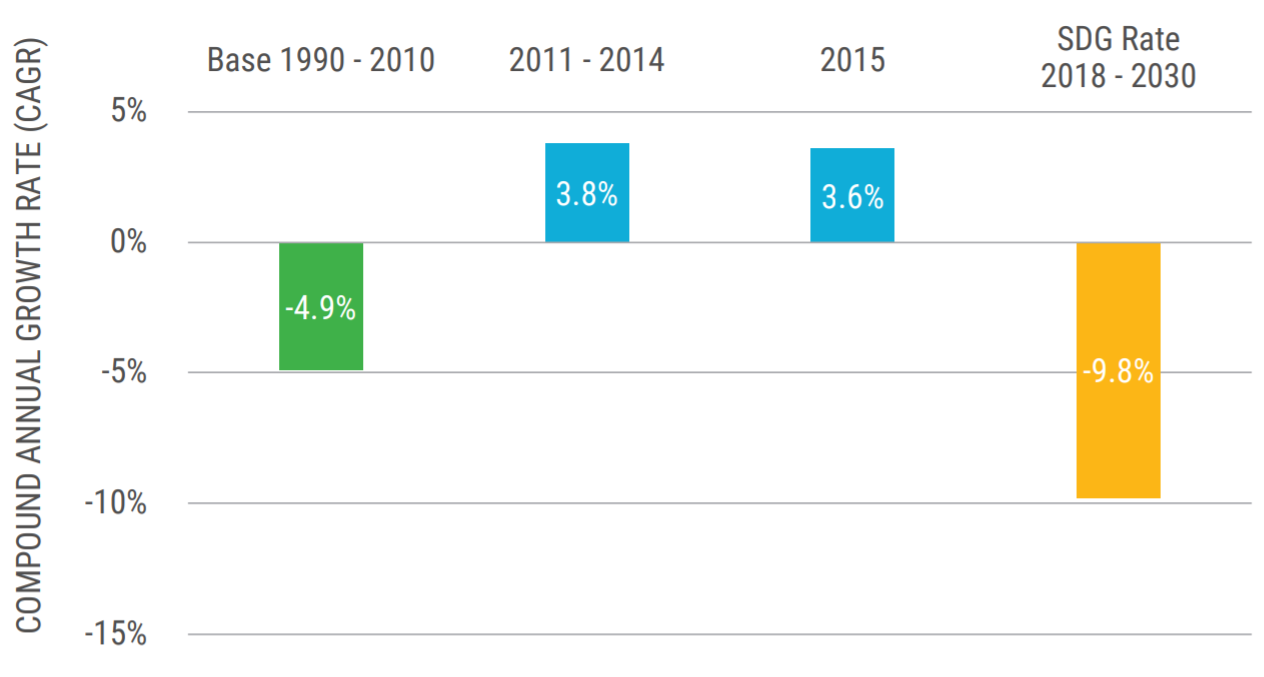 COMPOUND ANNUAL GROWTH RATE (CAGR)
Base 1990 - 2010
2011 - 2014
2015
SDG Rate
2018 - 2030
5%
0%
-5%
-10%
-15%
-4.9%
3.8%
3.6%
-9.8%